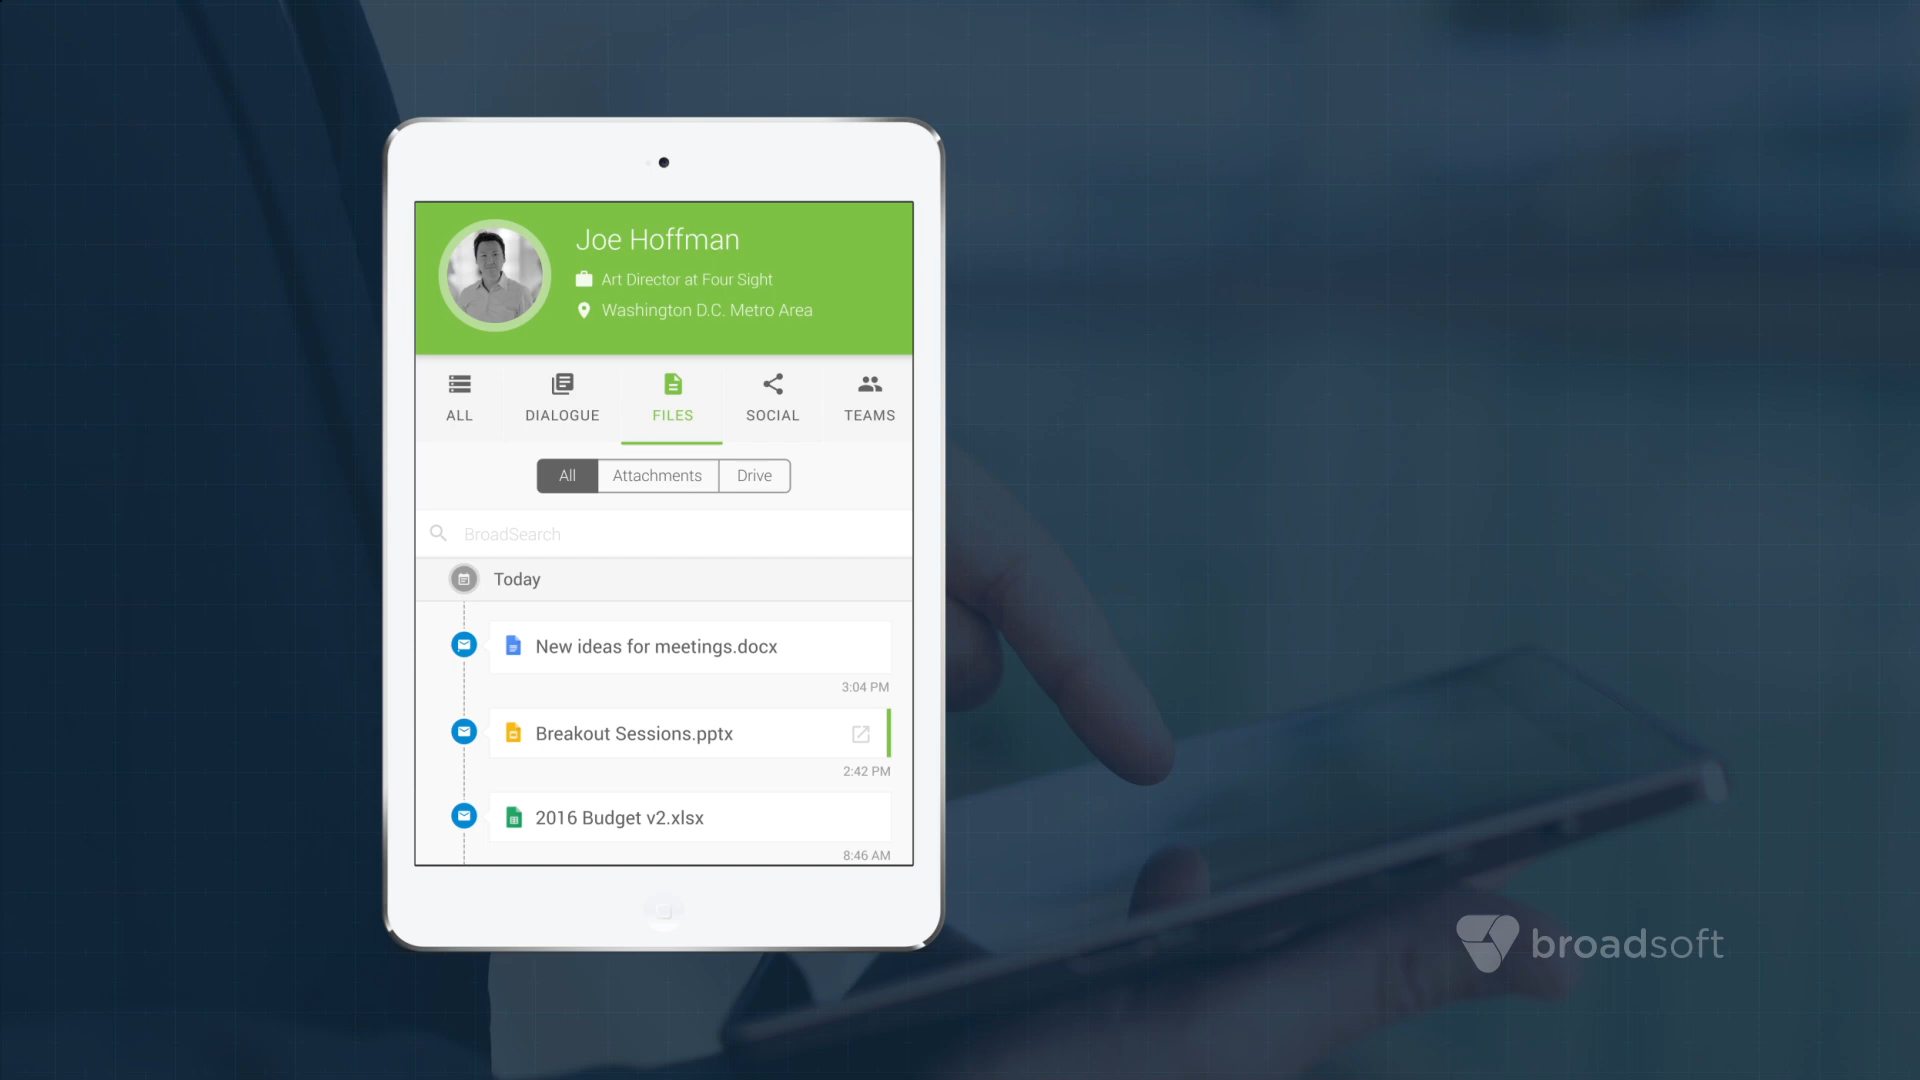 Joe Hoffman
Art Director at Four Sight
Washington D.C. Metro Area
ALL DIALOGUE FILES SOCIAL TEAMS
All Attachments Drive
BroadSearch
Today
New ideas for meetings.docx
3:04 PM
Breakout Sessions.pptx
2:42 PM
2016 Budget v2.xlsx
8:46 AM
broadsoft